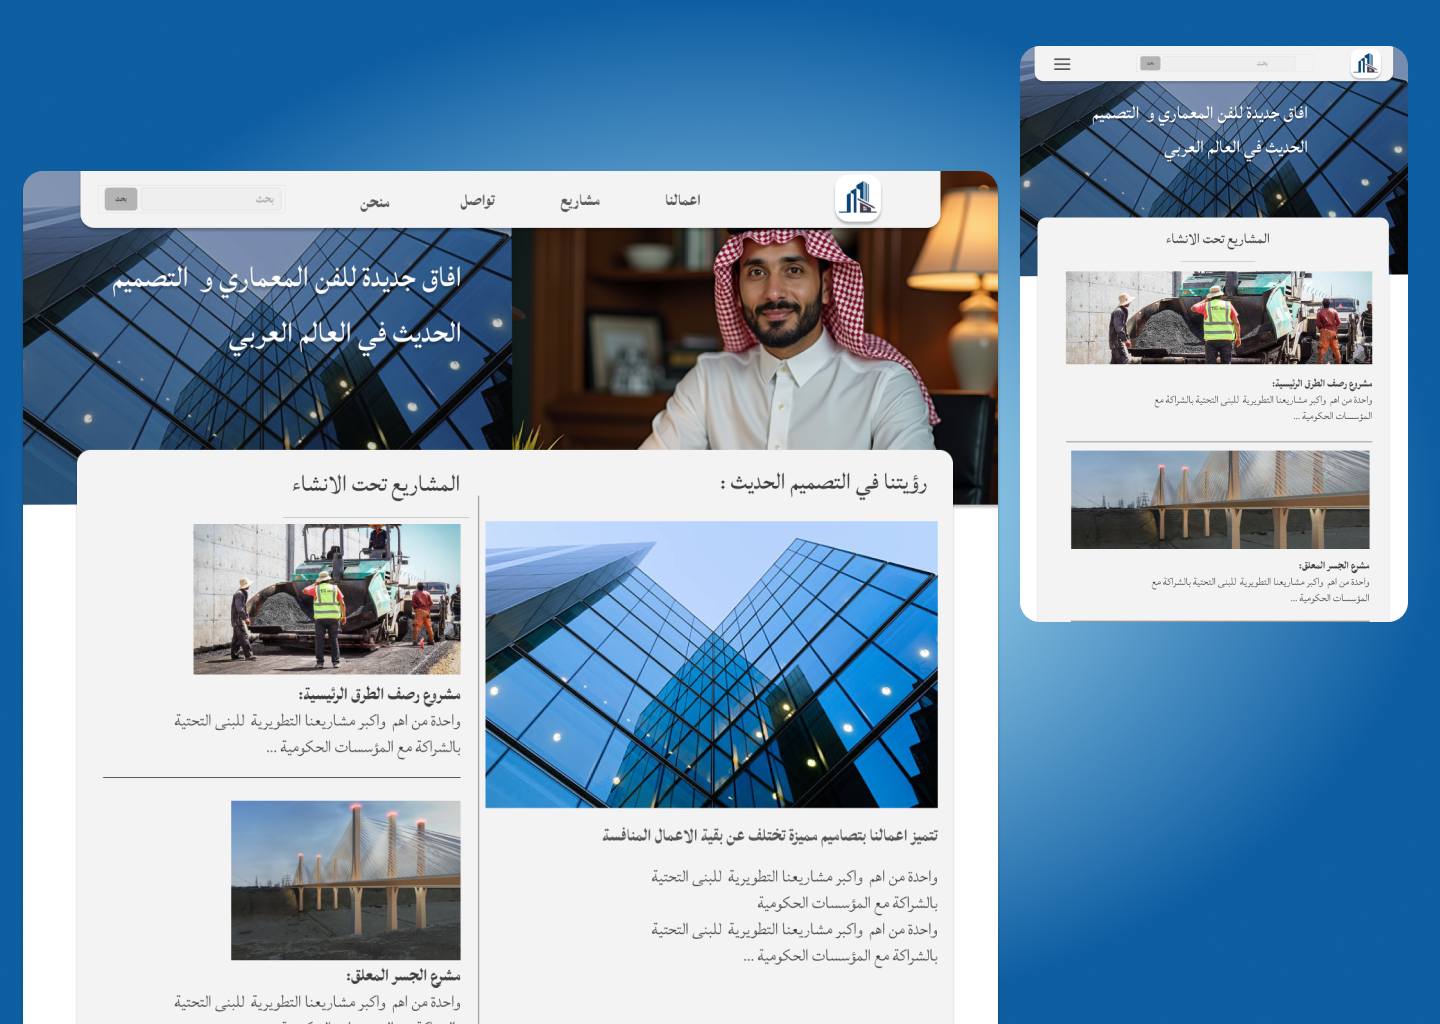 اعمالنا
مشاريع
تواصل
منحن
بحث
بحث
افاق جديدة للفن المعماري و التصميم
الحديث في العالم العربي
رؤيتنا في التصميم الحديث :
تتميز اعمالنا بتصاميم مميزة تختلف عن بقية الاعمال المنافسة
واحدة من اهم واكبر مشاريعنا التطويرية للبنى التحتية
بالشراكة مع المؤسسات الحكومية
واحدة من اهم واكبر مشاريعنا التطويرية للبنى التحتية
بالشراكة مع المؤسسات الحكومية ...
المشاريع تحت الانشاء
مشروع رصف الطرق الرئيسية:
واحدة من اهم واكبر مشاريعنا التطويرية للبنى التحتية
بالشراكة مع المؤسسات الحكومية ...
مشرع الجسر المعلق:
واحدة من اهم واكبر مشاريعنا التطويرية للبنى التحتية
بحث
بحث
افاق جديدة للفن المعماري و التصميم
الحديث في العالم العربي
المشاريع تحت الانشاء
مشروع رصف الطرق الرئيسية:
واحدة من اهم واكبر مشاريعنا التطويرية للبنى التحتية بالشراكة مع
المؤسسات الحكومية ...
مشرع الجسر المعلق:
واحدة من اهم واكبر مشاريعنا التطويرية للبنى التحتية بالشراكة مع
المؤسسات الحكومية ...